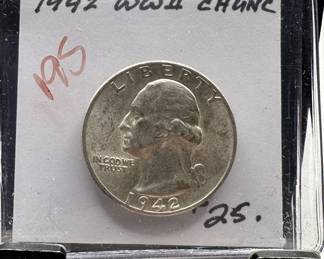 1942 WWII CHUNC
195
LIBERTY
IN GOD WE
TRUST
1942
"25.